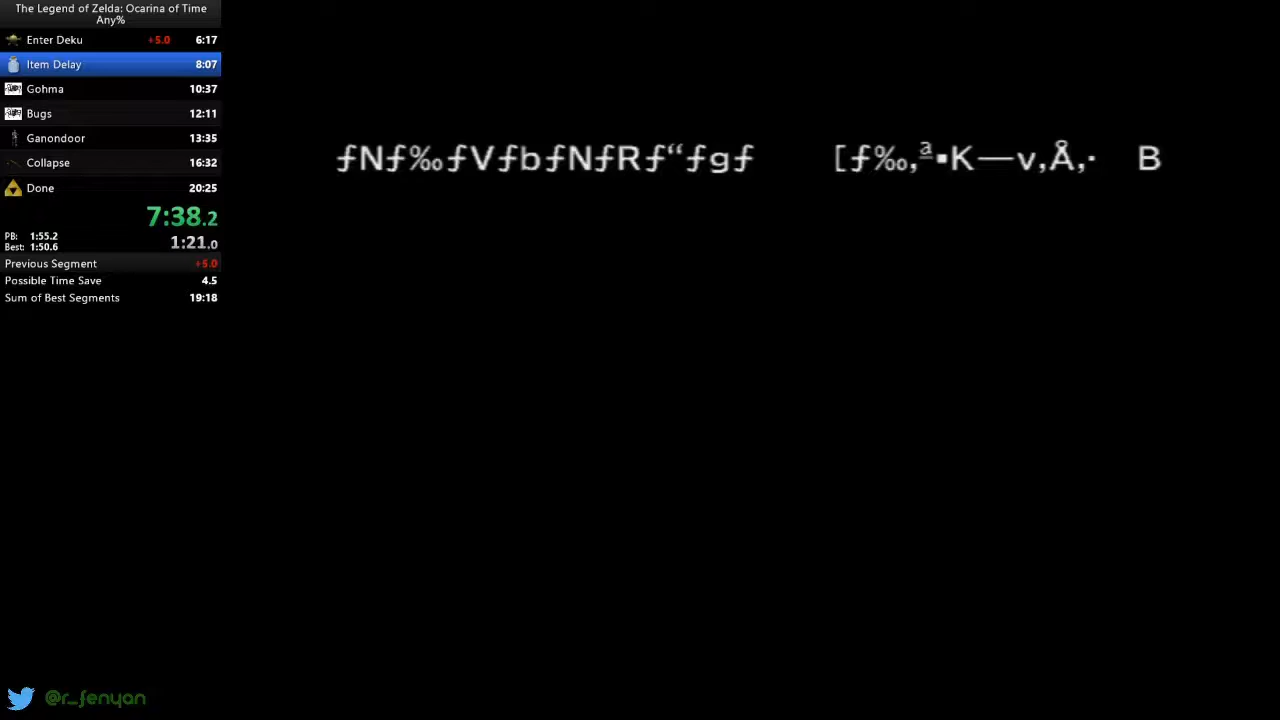 The Legend of Zelda: Ocarina of Time
Any%
Enter Deku +5.0 6:17
Item Delay 8:07
Gohma 10:37
Bugs 12:11
Ganondoor 13:35
Collapse 16:32
Done 20:25
7:38.2
PB: 1:55.2
Best: 1:50.6
1:21.0
Previous Segment +5.0
Possible Time Save 4.5
Sum of Best Segments 19:18
ƒNƒ‰ƒVƒbƒNƒRƒ“ƒgƒ [ƒ‰‚ª▪K—v‚Å‚· B
@r_fenyan